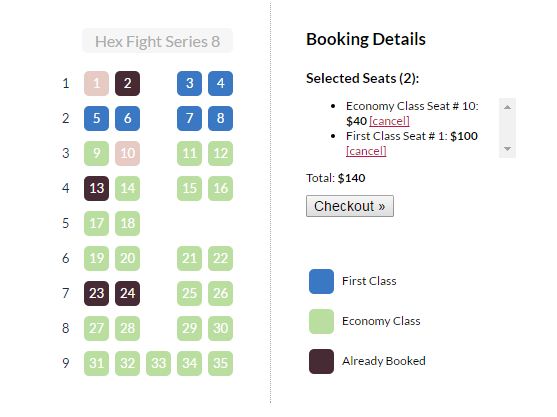 Hex Fight Series 8
1 1 2 3 4
2 5 6 7 8
3 9 10 11 12
4 13 14 15 16
5 17 18
6 19 20 21 22
7 23 24 25 26
8 27 28 29 30
9 31 32 33 34 35
Booking Details
Selected Seats (2):
• Economy Class Seat # 10:
$40 [cancel]
• First Class Seat # 1: $100
[cancel]
Total: $140
Checkout »
First Class
Economy Class
Already Booked